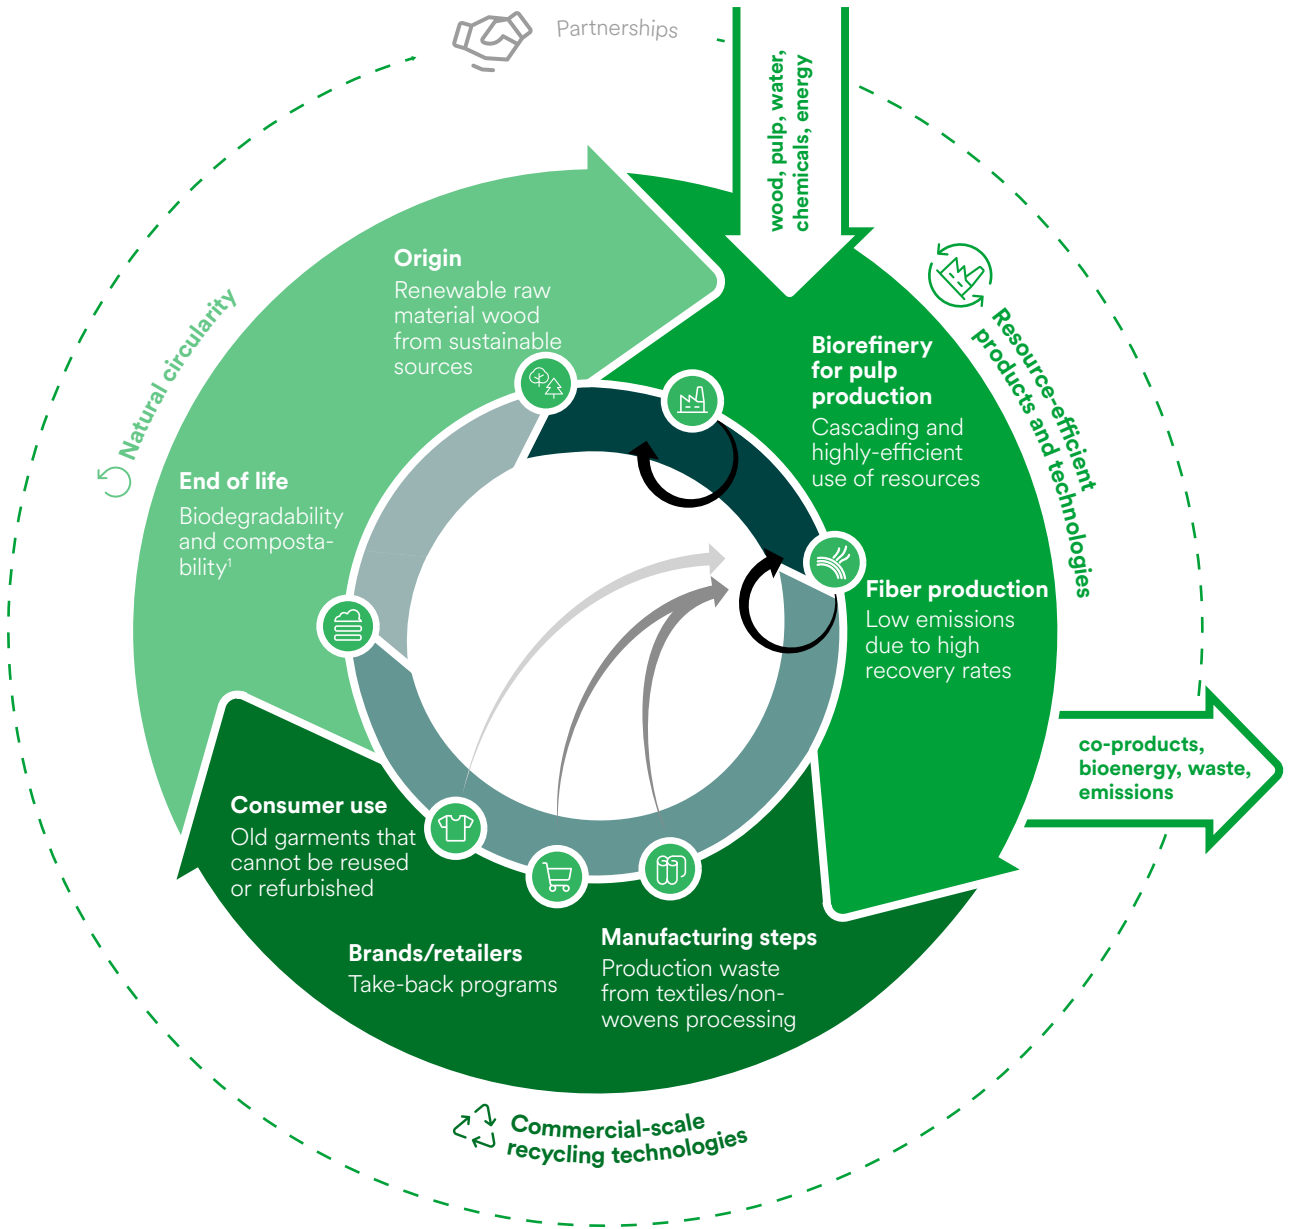 Partnerships
wood, pulp, water,
chemicals, energy
Origin
Renewable raw
material wood
from sustainable
sources
Natural circularity
Resource-efficient
products and technologies
Biorefinery
for pulp
production
Cascading and
highly-efficient
use of resources
End of life
Biodegradability
and composta-
bility¹
Fiber production
Low emissions
due to high
recovery rates
co-products,
bioenergy, waste,
emissions
Consumer use
Old garments that
cannot be reused
or refurbished
Brands/retailers
Take-back programs
Manufacturing steps
Production waste
from textiles/non-
wovens processing
Commercial-scale
recycling technologies